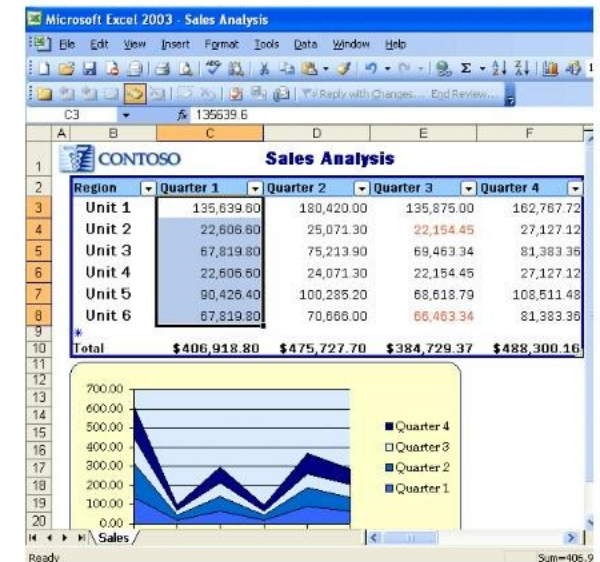 Microsoft Excel 2003 - Sales Analysis
File Edit View Insert Format Tools Data Window Help
Reply with Changes... End Review...
C3 fx 135639.6
A B C D E F
1 CONTOSO Sales Analysis
2 Region Quarter 1 Quarter 2 Quarter 3 Quarter 4
3 Unit 1 135,639.60 180,420.00 135,875.00 162,767.72
4 Unit 2 22,606.60 25,071.30 22,154.45 27,127.12
5 Unit 3 67,819.80 75,213.90 69,463.34 81,383.36
6 Unit 4 22,606.60 24,071.30 22,154.45 27,127.12
7 Unit 5 90,426.40 100,285.20 68,618.79 108,511.48
8 Unit 6 67,819.80 70,666.00 66,463.34 81,383.36
9 *
10 Total $406,918.80 $475,727.70 $384,729.37 $488,300.16
11
12
13 700.00
14 600.00
15 500.00 Quarter 4
16 400.00 Quarter 3
17 300.00 Quarter 2
18 200.00 Quarter 1
19 100.00
20 0.00
Sales
Ready Sum=406,9